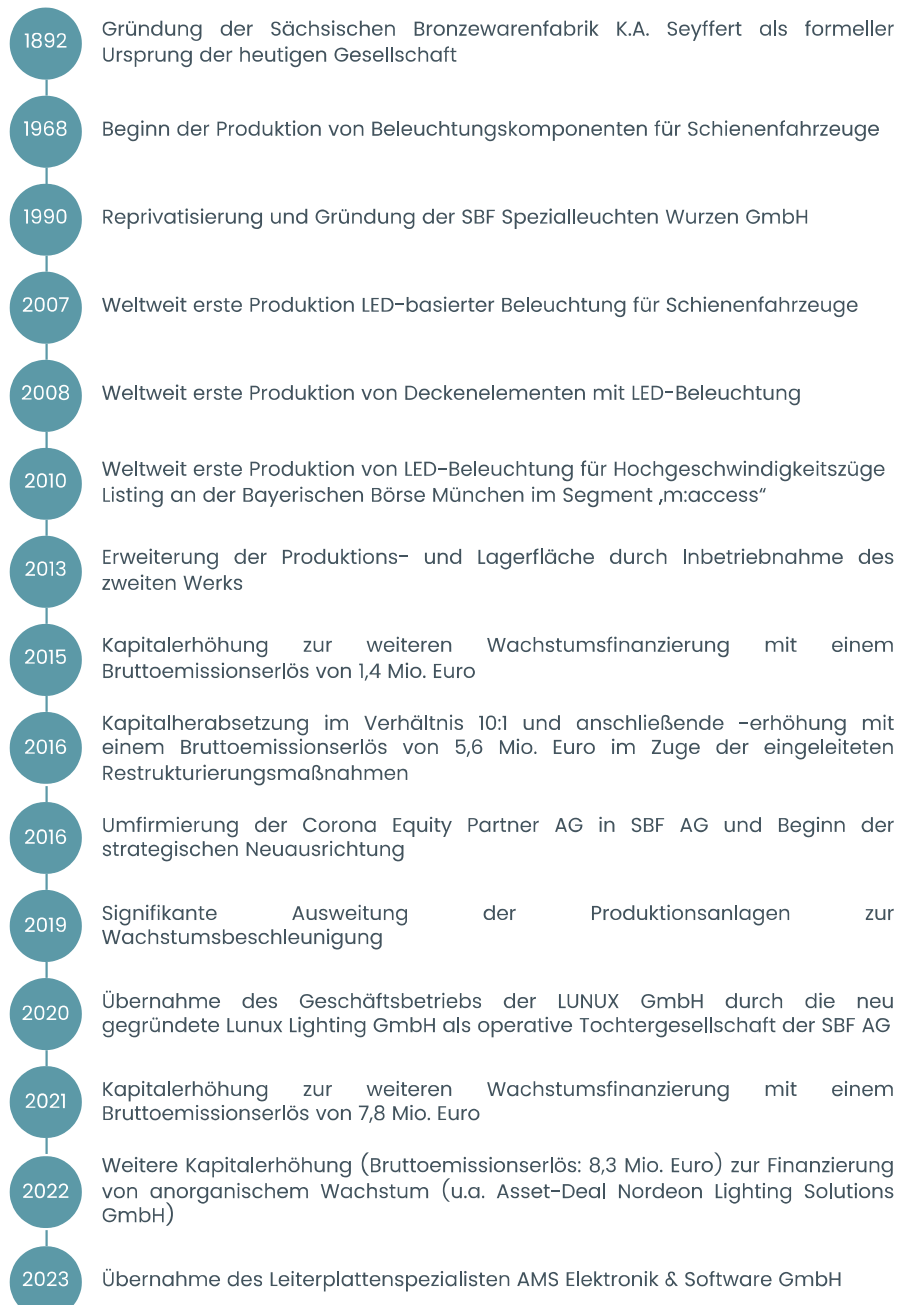 1892
Gründung der Sächsischen Bronzewarenfabrik K.A. Seyffert als formeller
Ursprung der heutigen Gesellschaft
1968
Beginn der Produktion von Beleuchtungskomponenten für Schienenfahrzeuge
1990
Reprivatisierung und Gründung der SBF Spezialleuchten Wurzen GmbH
2007
Weltweit erste Produktion LED-basierter Beleuchtung für Schienenfahrzeuge
2008
Weltweit erste Produktion von Deckenelementen mit LED-Beleuchtung
2010
Weltweit erste Produktion von LED-Beleuchtung für Hochgeschwindigkeitszüge
Listing an der Bayerischen Börse München im Segment „m:access“
2013
Erweiterung der Produktions- und Lagerfläche durch Inbetriebnahme des
zweiten Werks
2015
Kapitalerhöhung zur weiteren Wachstumsfinanzierung mit einem
Bruttoemissionserlös von 1,4 Mio. Euro
2016
Kapitalherabsetzung im Verhältnis 10:1 und anschließende -erhöhung mit
einem Bruttoemissionserlös von 5,6 Mio. Euro im Zuge der eingeleiteten
Restrukturierungsmaßnahmen
2016
Umfirmierung der Corona Equity Partner AG in SBF AG und Beginn der
strategischen Neuausrichtung
2019
Signifikante Ausweitung der Produktionsanlagen zur
Wachstumsbeschleunigung
2020
Übernahme des Geschäftsbetriebs der LUNUX GmbH durch die neu
gegründete Lunux Lighting GmbH als operative Tochtergesellschaft der SBF AG
2021
Kapitalerhöhung zur weiteren Wachstumsfinanzierung mit einem
Bruttoemissionserlös von 7,8 Mio. Euro
2022
Weitere Kapitalerhöhung (Bruttoemissionserlös: 8,3 Mio. Euro) zur Finanzierung
von anorganischem Wachstum (u.a. Asset-Deal Nordeon Lighting Solutions
GmbH)
2023
Übernahme des Leiterplattenspezialisten AMS Elektronik & Software GmbH